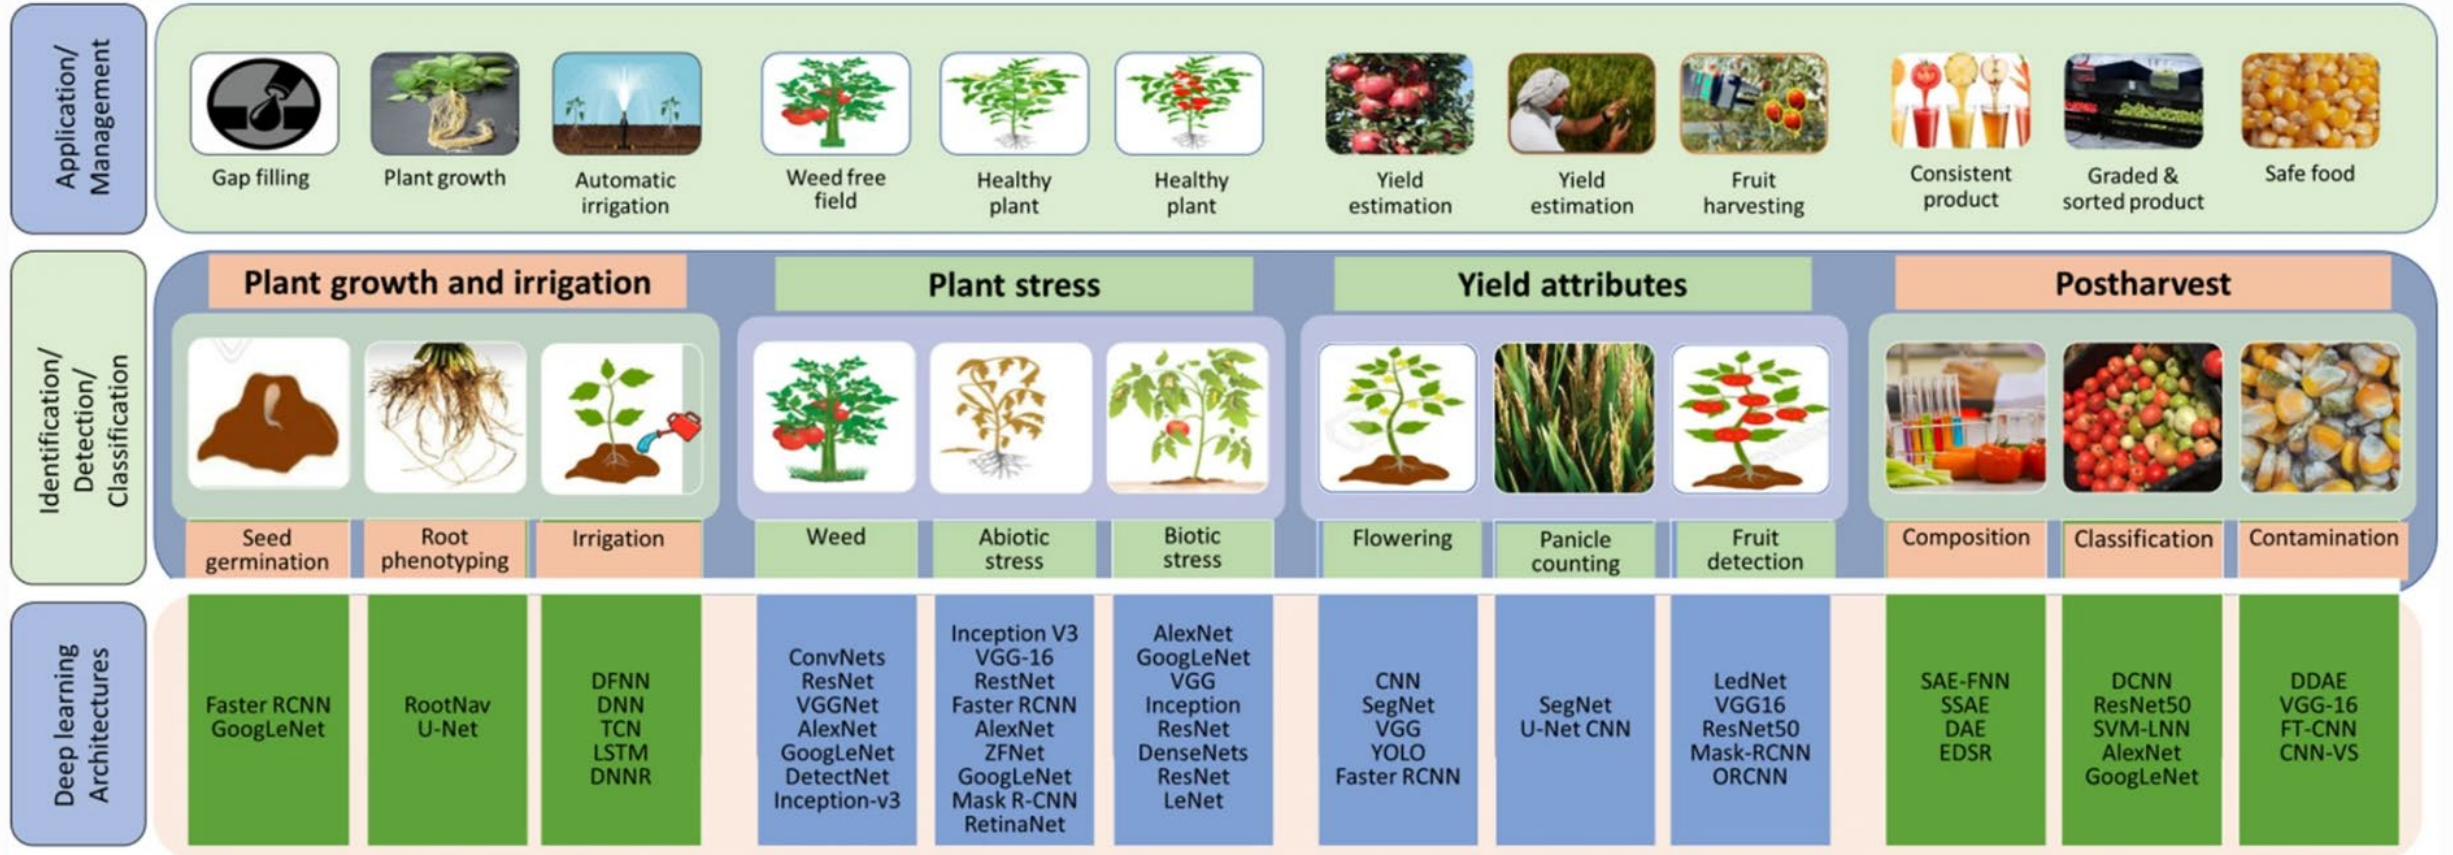 Application/
Management
Gap filling
Plant growth
Automatic
irrigation
Weed free
field
Healthy
plant
Healthy
plant
Yield
estimation
Yield
estimation
Fruit
harvesting
Consistent
product
Graded &
sorted product
Safe food
Identification/
Detection/
Classification
Plant growth and irrigation
Plant stress
Yield attributes
Postharvest
Seed
germination
Root
phenotyping
Irrigation
Weed
Abiotic
stress
Biotic
stress
Flowering
Panicle
counting
Fruit
detection
Composition
Classification
Contamination
Deep learning
Architectures
Faster RCNN
GoogLeNet
RootNav
U-Net
DFNN
DNN
TCN
LSTM
DNNR
ConvNets
ResNet
VGGNet
AlexNet
GoogLeNet
DetectNet
Inception-v3
Inception V3
VGG-16
RestNet
Faster RCNN
AlexNet
ZFNet
GoogLeNet
Mask R-CNN
RetinaNet
AlexNet
GoogLeNet
VGG
Inception
ResNet
DenseNets
ResNet
LeNet
CNN
SegNet
VGG
YOLO
Faster RCNN
SegNet
U-Net CNN
LedNet
VGG16
ResNet50
Mask-RCNN
ORCNN
SAE-FNN
SSAE
DAE
EDSR
DCNN
ResNet50
SVM-LNN
AlexNet
GoogLeNet
DDAE
VGG-16
FT-CNN
CNN-VS